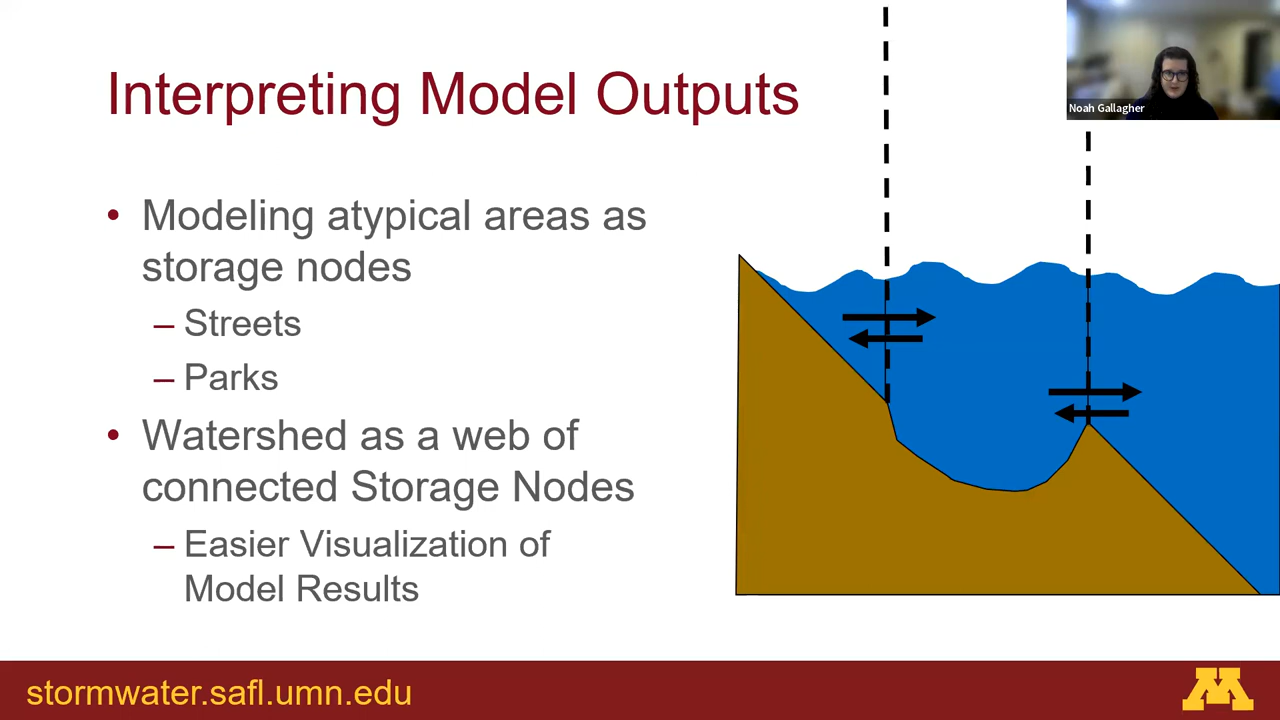 Interpreting Model Outputs
Noah Gallagher
• Modeling atypical areas as
storage nodes
– Streets
– Parks
• Watershed as a web of
connected Storage Nodes
– Easier Visualization of
Model Results
stormwater.safl.umn.edu
M